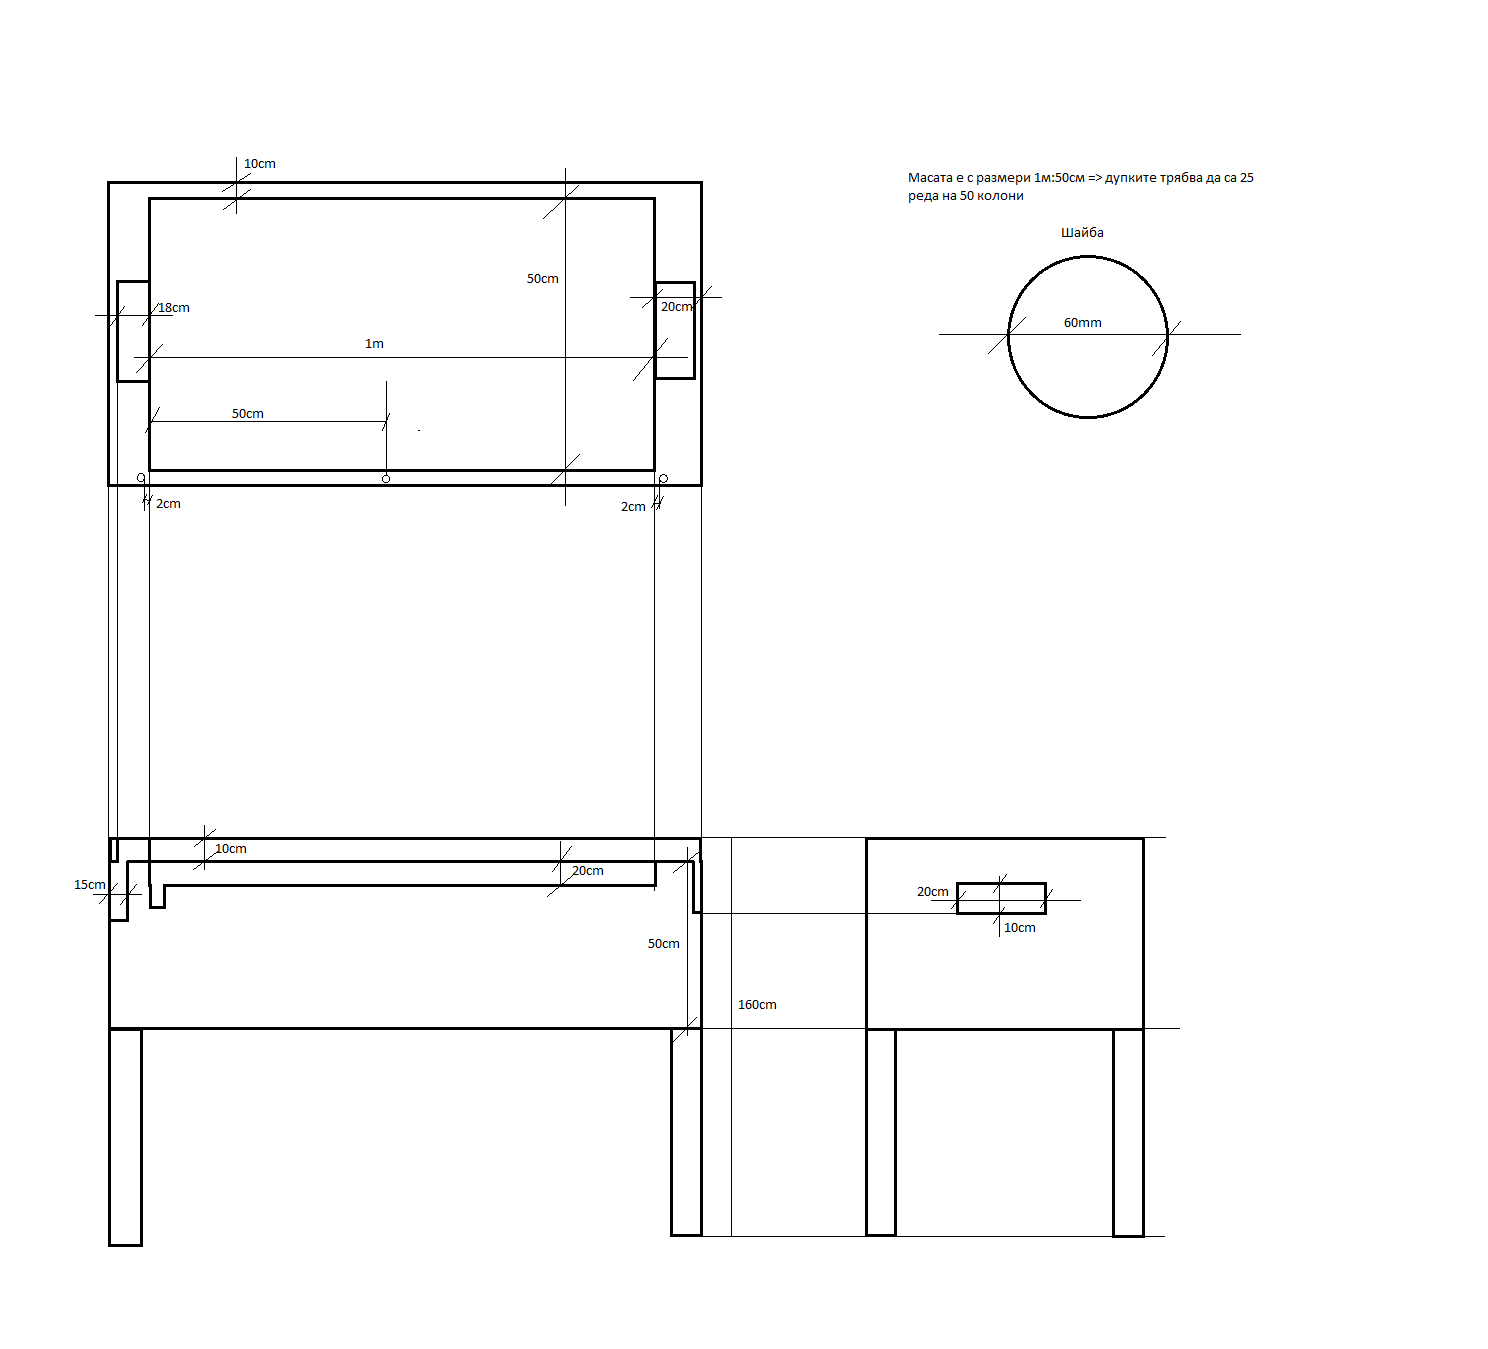 10cm
Масата е с размери 1м:50см => дупките трябва да са 25
реда на 50 колони
Шайба
50cm
18cm
20cm
60mm
1m
50cm
2cm
2cm
10cm
20cm
15cm
20cm
10cm
50cm
160cm